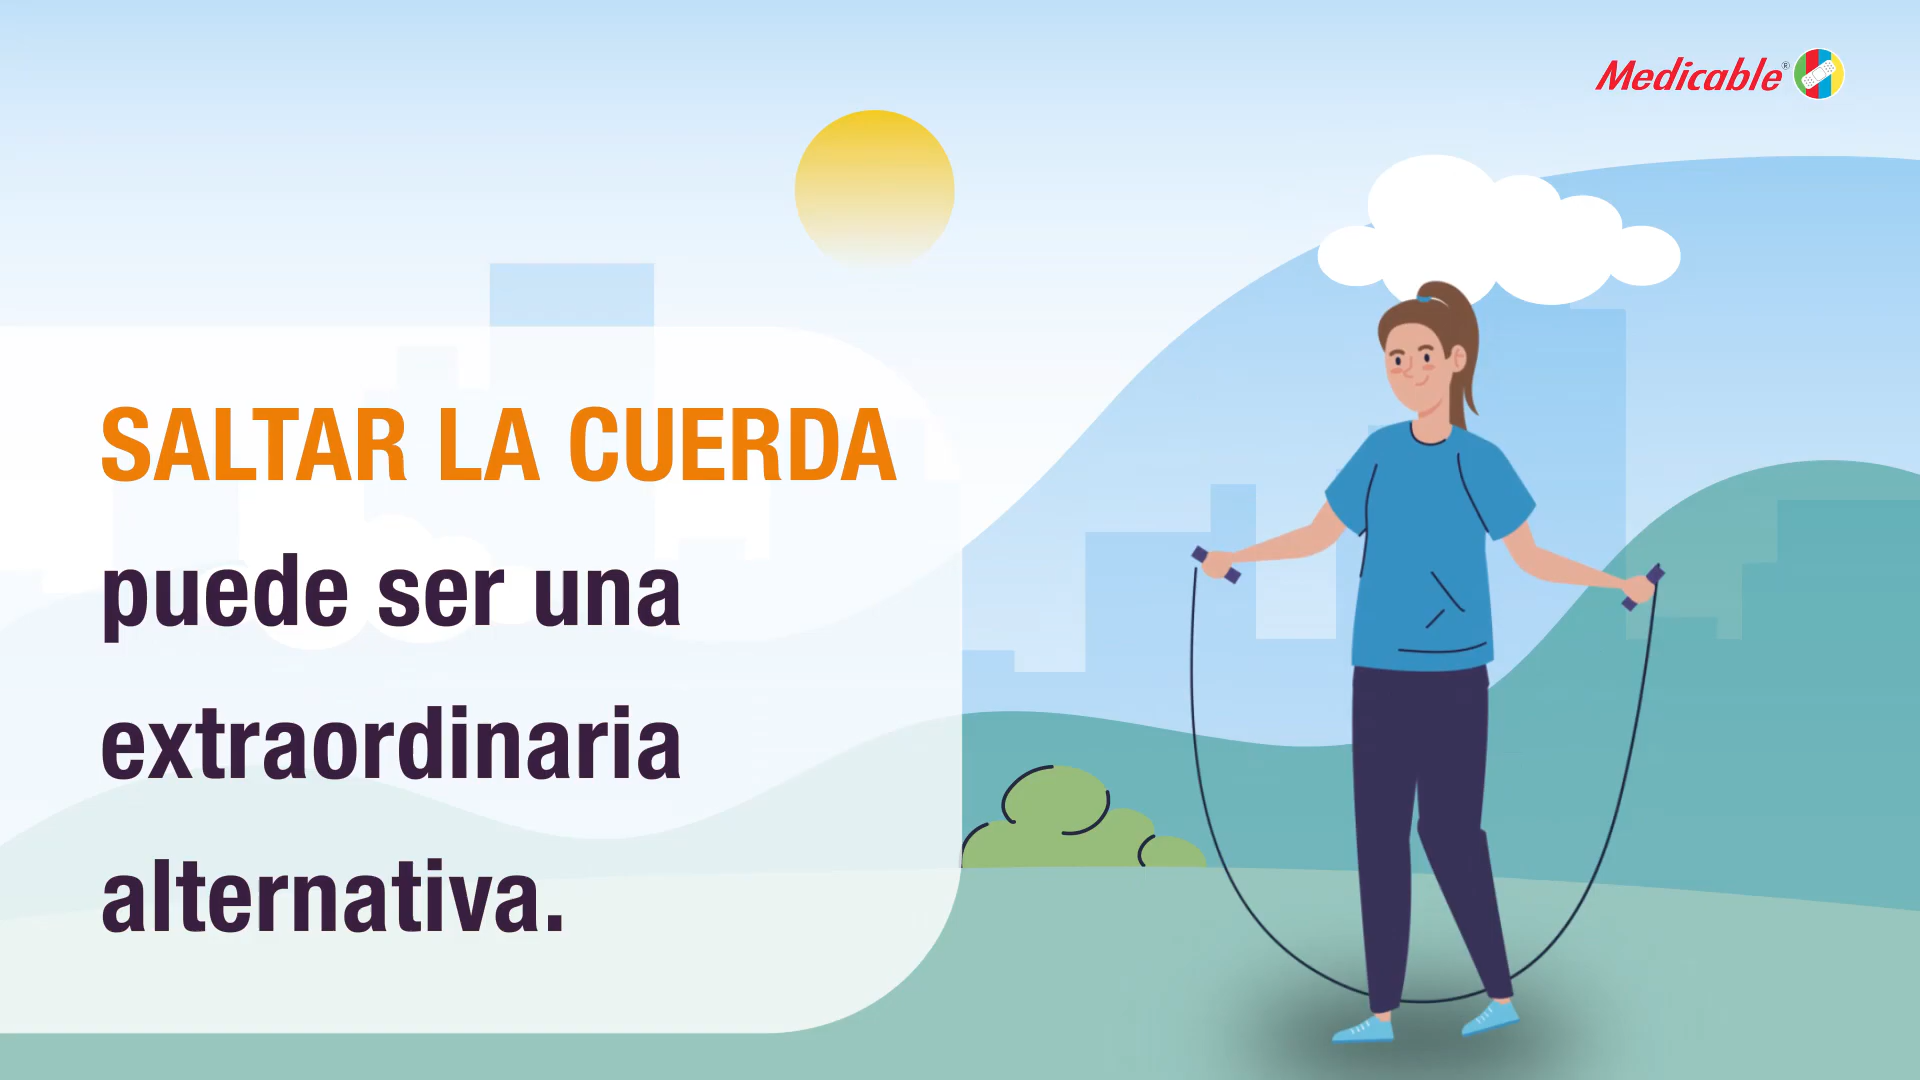 Medicable®
SALTAR LA CUERDA
puede ser una
extraordinaria
alternativa.